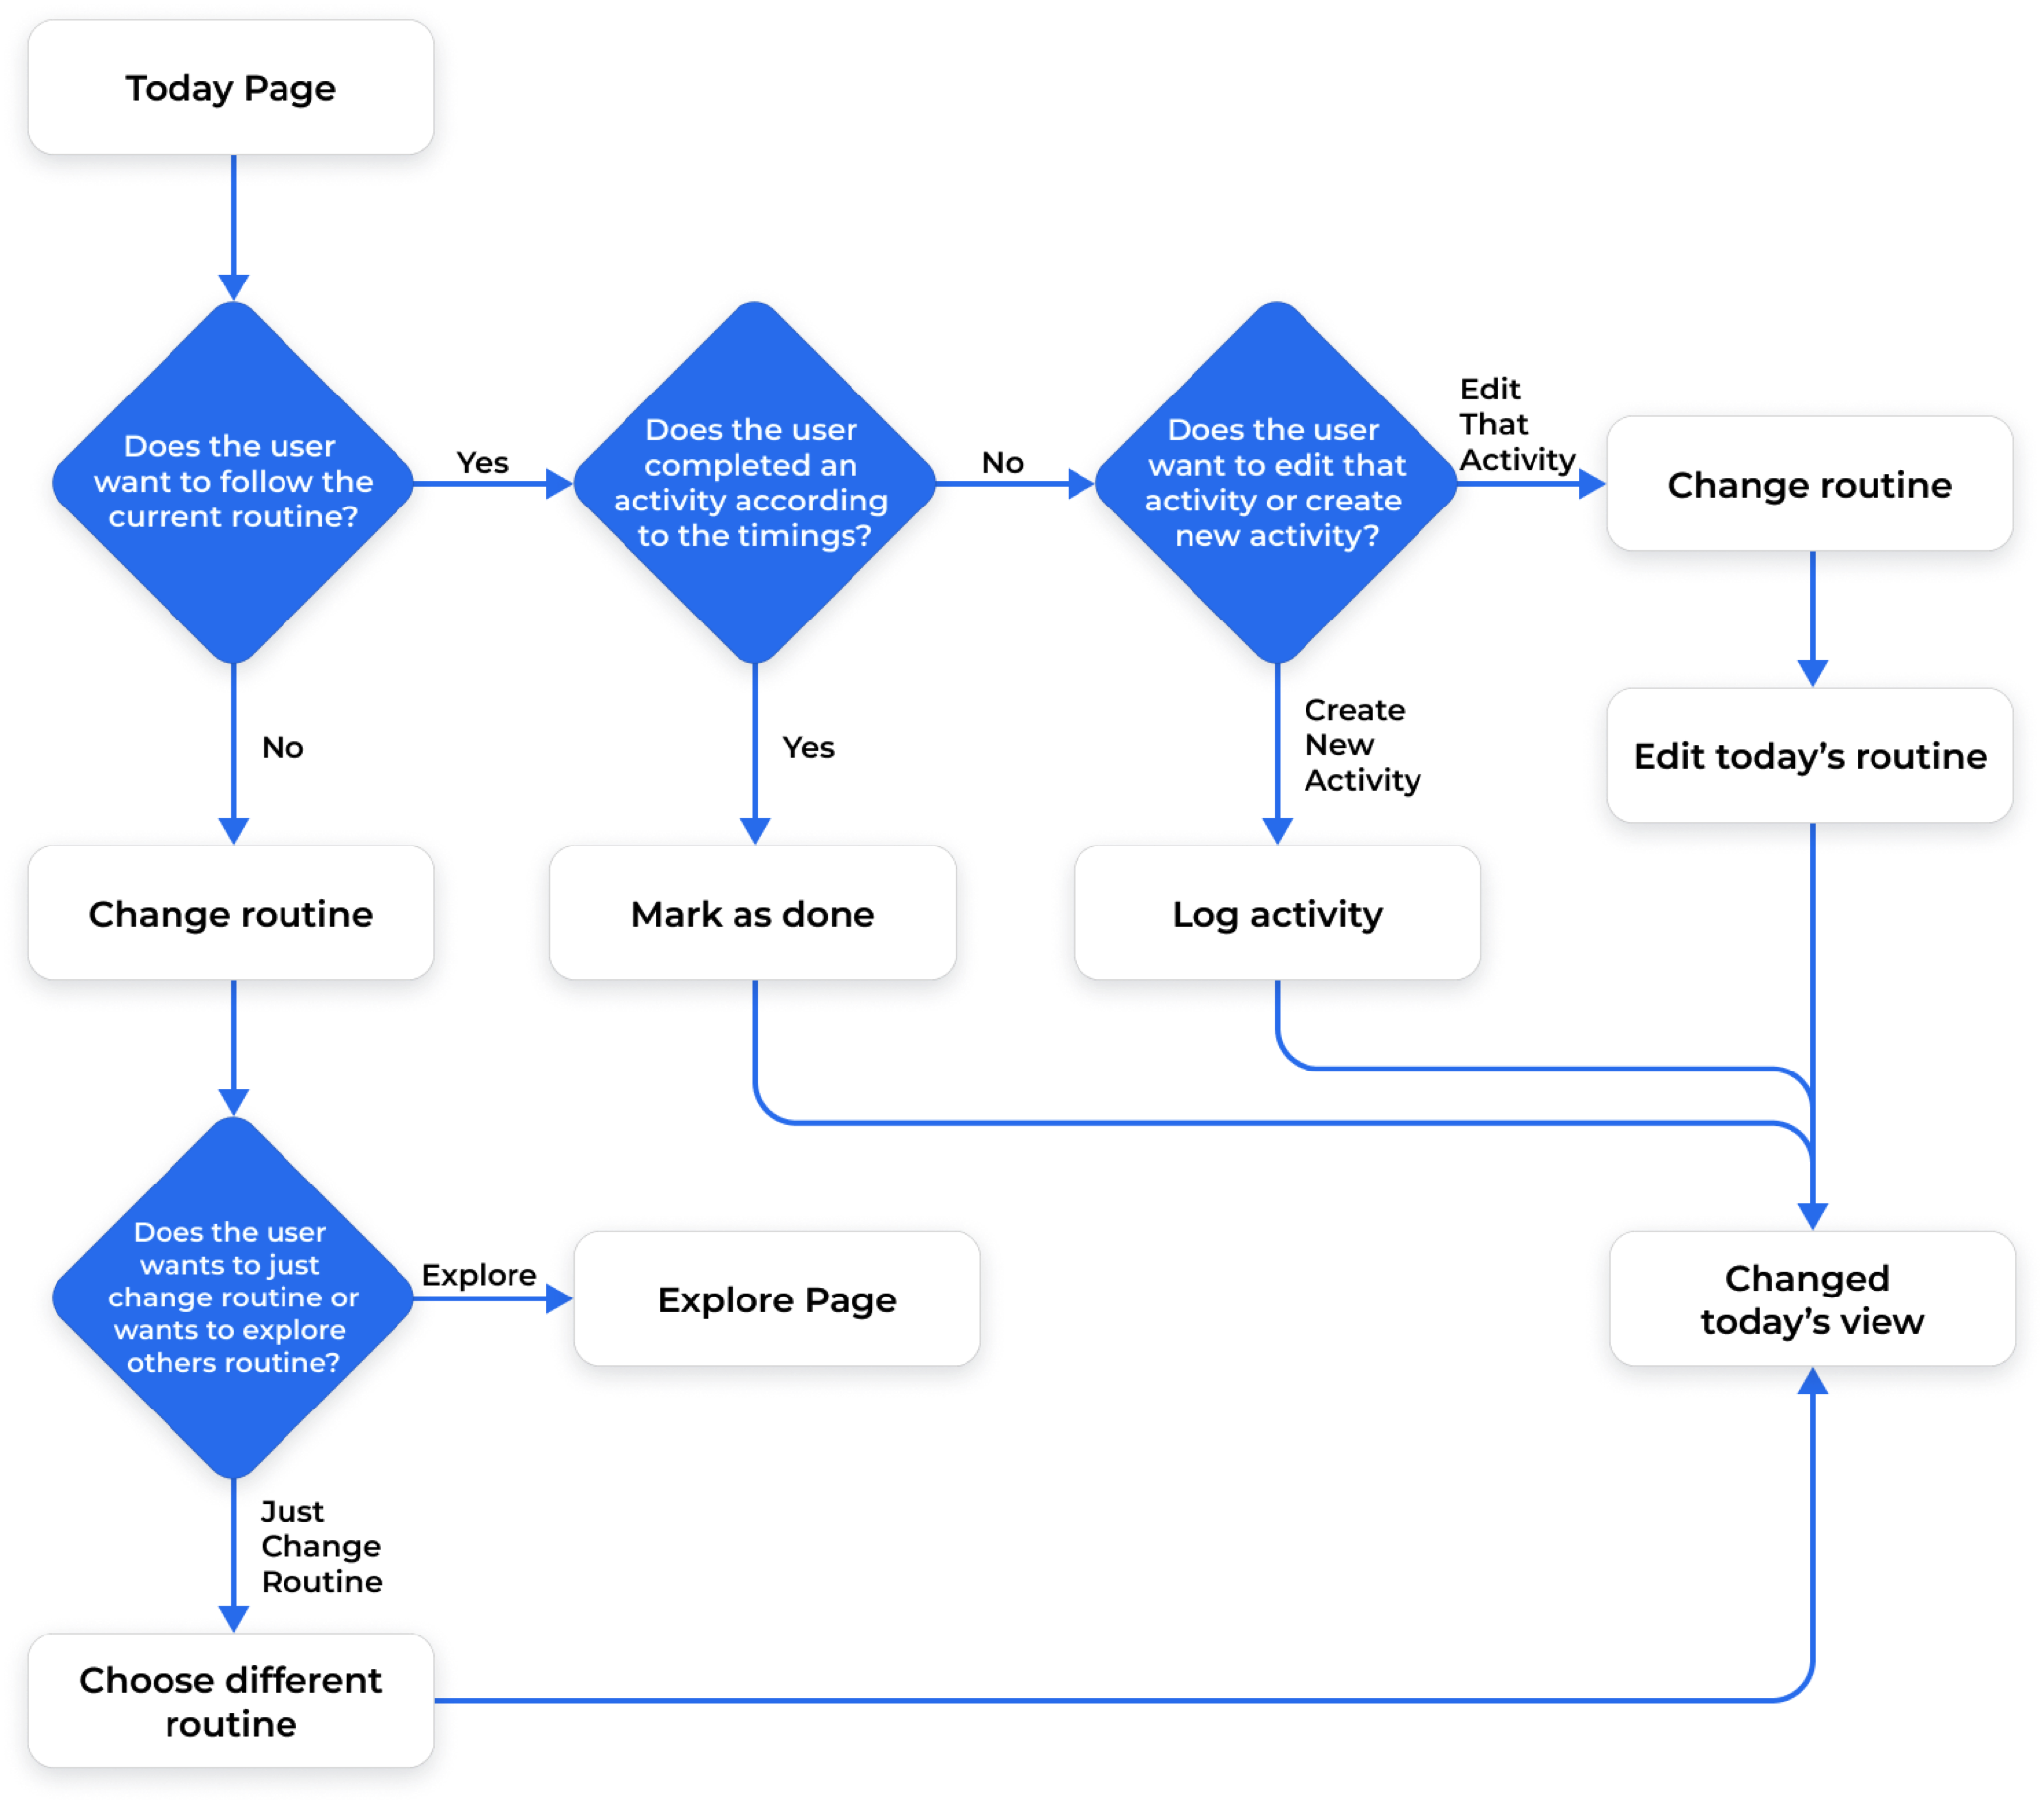 Today Page
Does the user
want to follow the
current routine?
Yes
Does the user
completed an
activity according
to the timings?
No
Does the user
want to edit that
activity or create
new activity?
Edit
That
Activity
Change routine
Edit today’s routine
No
Yes
Create
New
Activity
Change routine
Mark as done
Log activity
Does the user
wants to just
change routine or
wants to explore
others routine?
Explore
Explore Page
Changed
today’s view
Just
Change
Routine
Choose different
routine